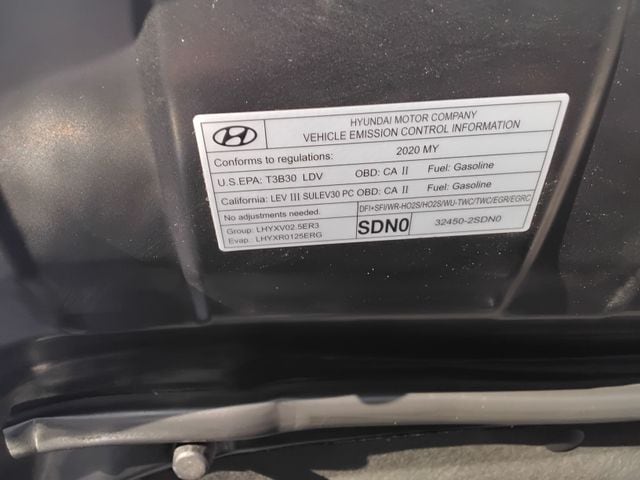 HYUNDAI MOTOR COMPANY
VEHICLE EMISSION CONTROL INFORMATION
Conforms to regulations: 2020 MY
U.S.EPA: T3B30 LDV OBD: CA II Fuel: Gasoline
California: LEV III SULEV30 PC OBD: CA II Fuel: Gasoline
No adjustments needed. DFI+SFI/WR-HO2S/HO2S/WU-TWC/TWC/EGR/EGRC
Group: LHYXV02.5ER3
Evap.: LHYXR0125ERG
SDN0 32450-2SDN0